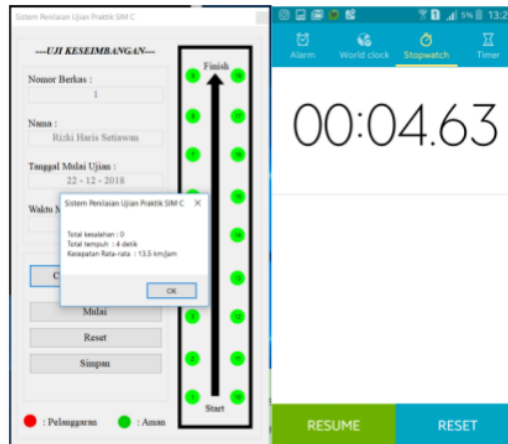 Sistem Penilaian Ujian Praktik SIM C
---UJI KESEIMBANGAN---
Nomor Berkas :
1
Nama :
Rizki Haris Setiawan
Tanggal Mulai Ujian :
22 - 12 - 2018
Waktu M
Sistem Penilaian Ujian Praktik SIM C
Total kesalahan : 0
Total tempuh : 4 detik
Kecepatan Rata-rata : 13.5 km/jam
OK
C
Mulai
Reset
Simpan
: Pelanggaran
: Aman
Finish
Start
5% 13:2
Alarm
World clock
Stopwatch
Timer
00:04.63
RESUME
RESET